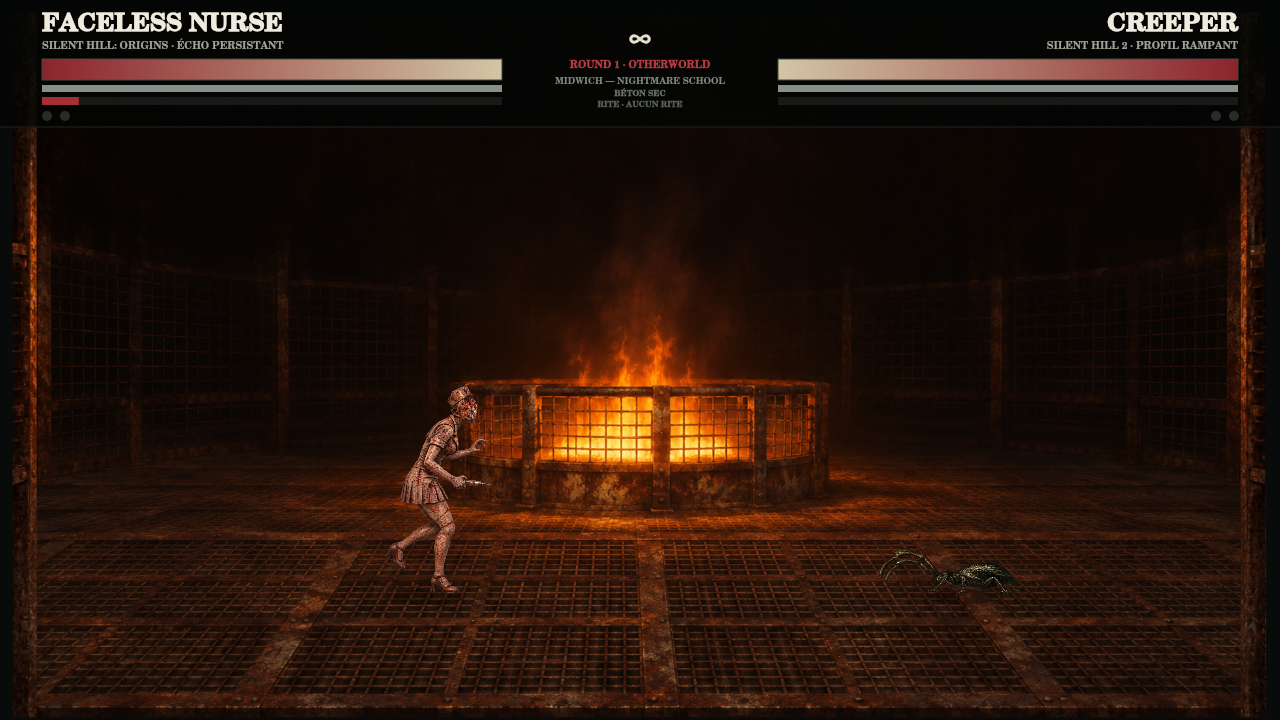 FACELESS NURSE
SILENT HILL: ORIGINS · ÉCHO PERSISTANT
∞
ROUND 1 · OTHERWORLD
MIDWICH — NIGHTMARE SCHOOL
BÉTON SEC
RITE · AUCUN RITE
CREEPER
SILENT HILL 2 · PROFIL RAMPANT